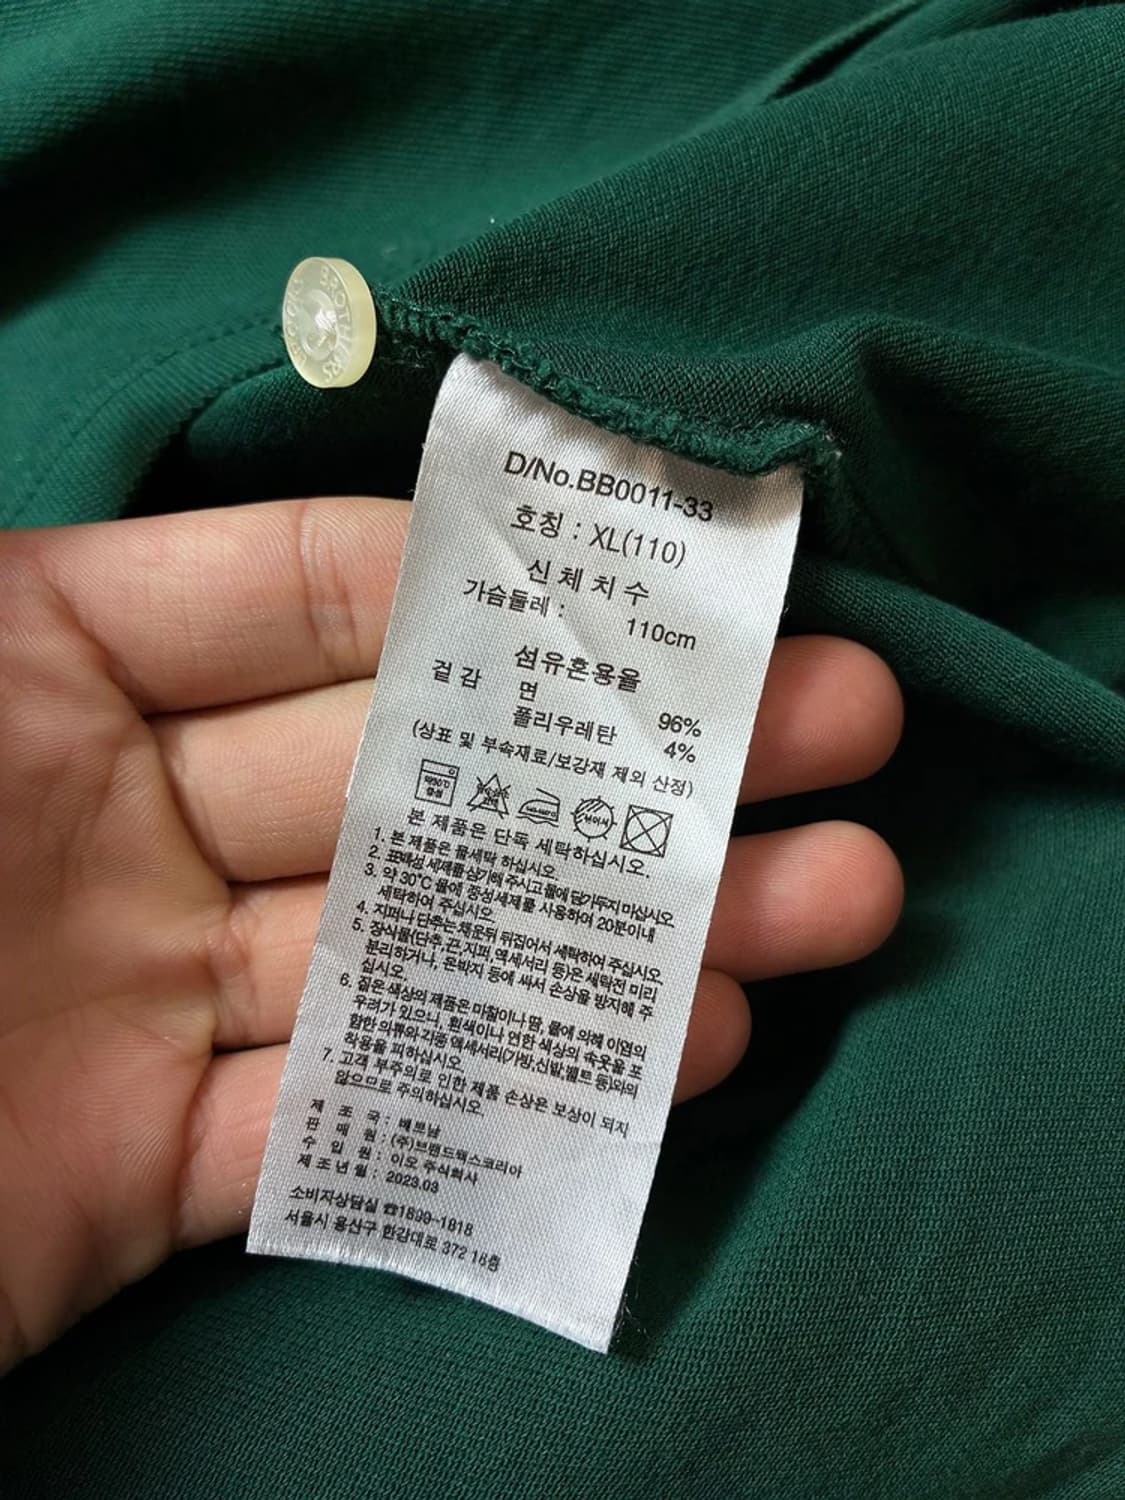 BROTHERS
D/No.BB0011-33
호칭 : XL(110)
신 체 치 수
가슴둘레 :
110cm
섬유혼용율
겉 감 면 96%
폴리우레탄 4%
(상표 및 부속재료/보강재 제외 산정)
약30℃ 중성
본 제품은 단독 세탁하십시오.
1. 본 제품은 물세탁 하십시오.
2. 표백성 세제를 삼가해 주시고 물에 담가두지 마십시오.
3. 약 30℃ 물에 중성세제를 사용하여 20분이내
세탁하여 주십시오.
4. 지퍼나 단추는 채운뒤 뒤집어서 세탁하여 주십시오.
5. 장식물(단추,끈,지퍼,액세서리 등)은 세탁전 미리
분리하거나, 은박지 등에 싸서 손상을 방지해 주
십시오.
6. 짙은 색상의 제품은 마찰이나 땀, 물에 의해 이염의
우려가 있으니, 흰색이나 연한 색상의 속옷을 포
함한 의류와 각종 액세서리(가방,신발,벨트 등)와의
착용을 피하십시오.
7. 고객 부주의로 인한 제품 손상은 보상이 되지
않으므로 주의하십시오.
제 조 국 : 베트남
판 매 원 : (주)브랜드웍스코리아
수 입 원 : 이오 주식회사
제조년월 : 2023.03
소비자상담실 ☎1899-1818
서울시 용산구 한강대로 372 16층